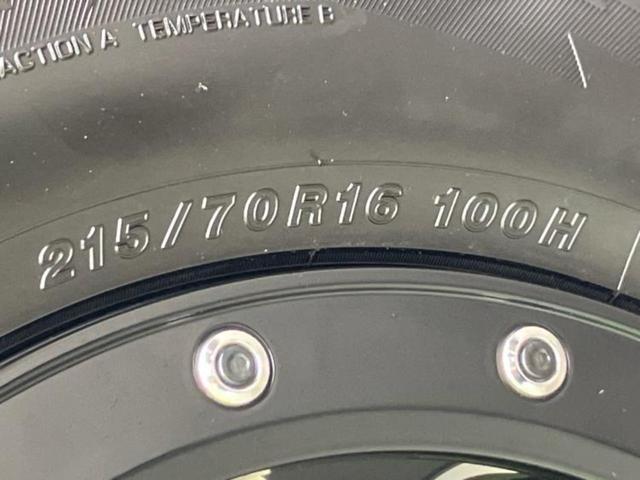 ACTION A TEMPERATURE B
215/70R16 100H